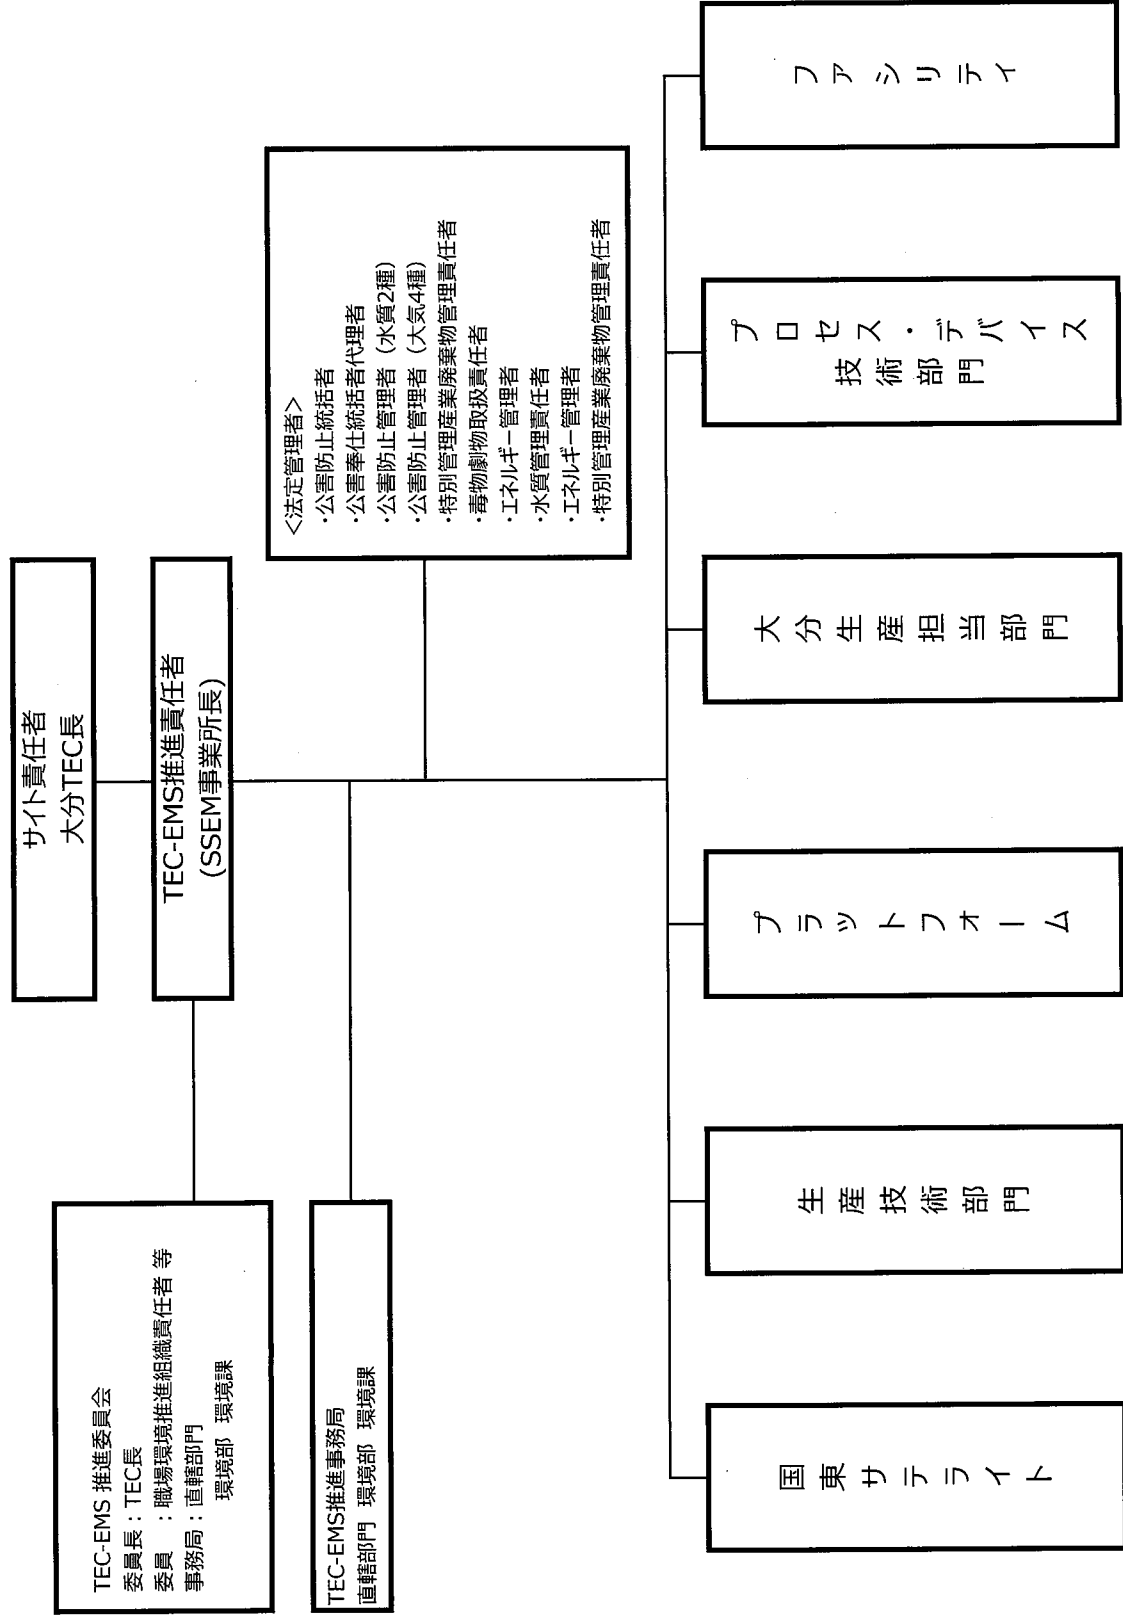 サイト責任者
大分TEC長
TEC-EMS推進責任者
(SSEM事業所長)
TEC-EMS 推進委員会
委員長：TEC長
委員　：職場環境推進組織責任者 等
事務局：直轄部門
環境部 環境課
TEC-EMS推進事務局
直轄部門 環境部 環境課
<法定管理者>
・公害防止統括者
・公害奉仕統括者代理者
・公害防止管理者（水質2種）
・公害防止管理者（大気4種）
・特別管理産業廃棄物管理責任者
・毒物劇物取扱責任者
・エネルギー管理者
・水質管理責任者
・エネルギー管理者
・特別管理産業廃棄物管理責任者
国東サテライト
生産技術部門
プラットフォーム
大分生産担当部門
プロセス・デバイス
技術部門
ファシリティ